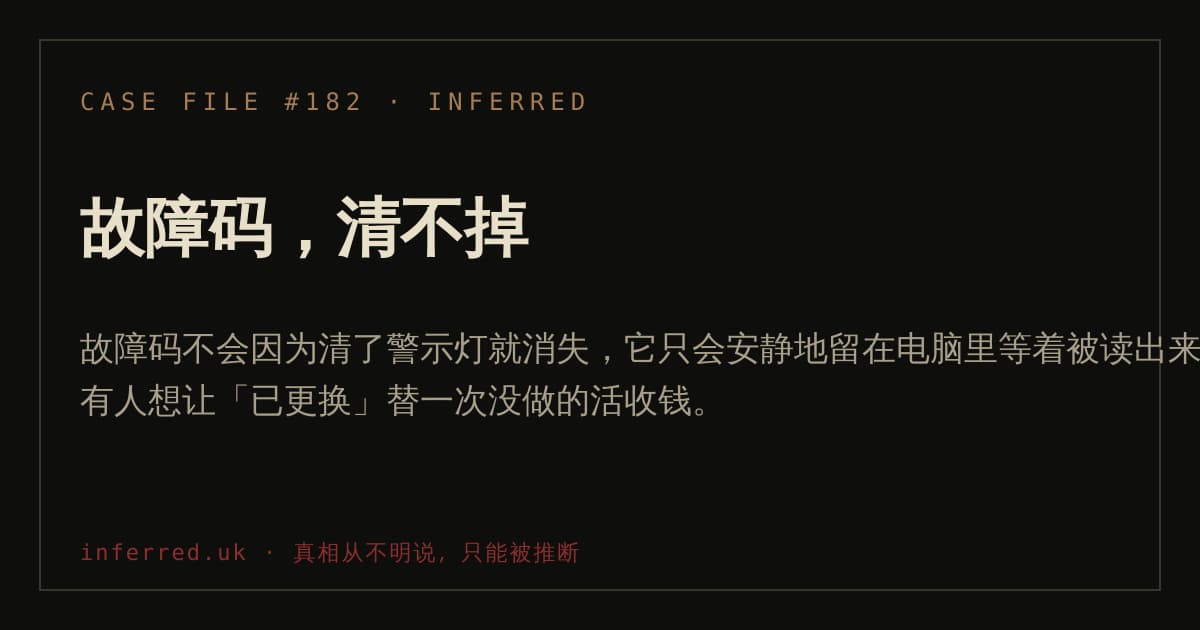 CASE FILE #182 · INFERRED
故障码，清不掉
故障码不会因为清了警示灯就消失，它只会安静地留在电脑里等着被读出来
有人想让「已更换」替一次没做的活收钱。
inferred.uk · 真相从不明说，只能被推断